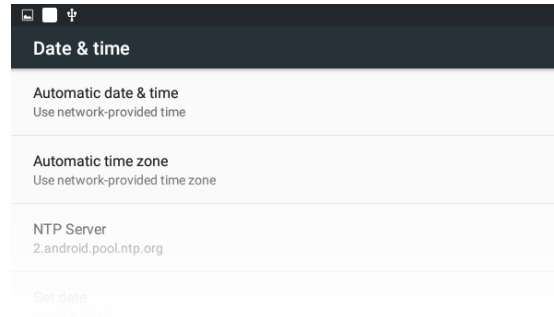 Date & time
Automatic date & time
Use network-provided time
Automatic time zone
Use network-provided time zone
NTP Server
2.android.pool.ntp.org
Set date